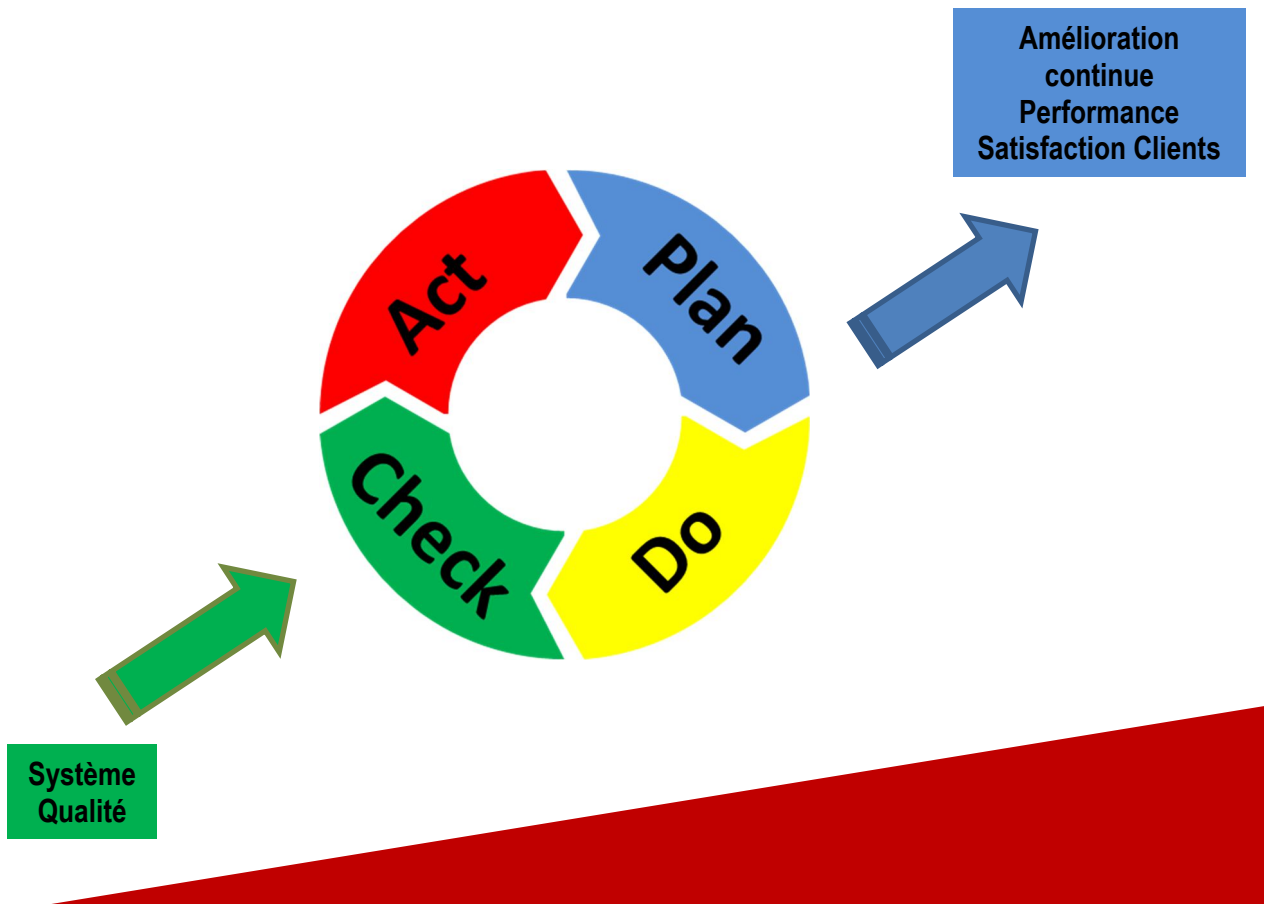 Amélioration
continue
Performance
Satisfaction Clients
Act
Plan
Check
Do
Système
Qualité